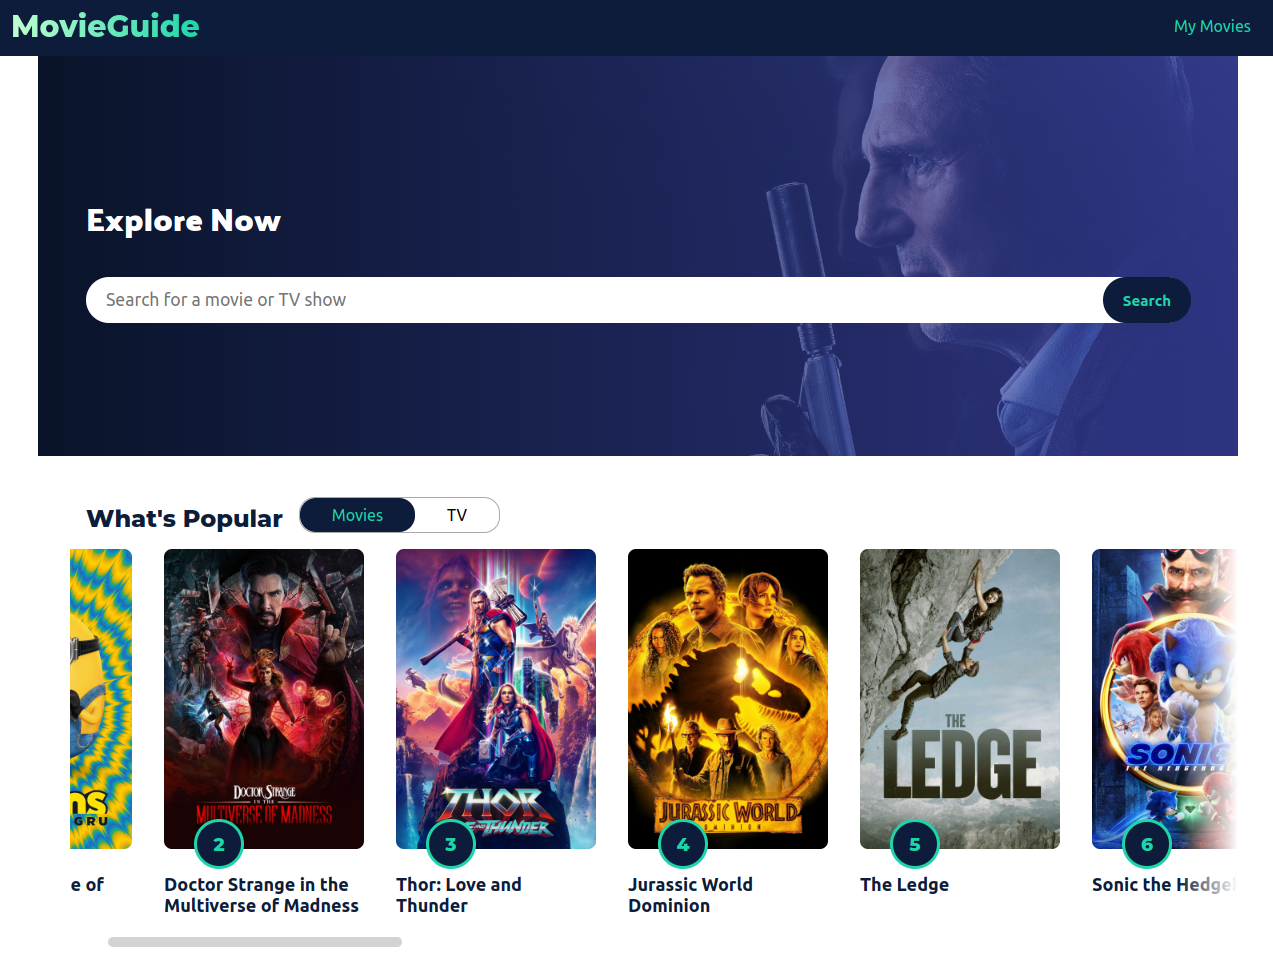 MovieGuide
My Movies
Explore Now
Search for a movie or TV show
Search
What's Popular
Movies
TV
NS
GRU
DOCTOR STRANGE
IN THE
MULTIVERSE OF MADNESS
THOR
AND THUNDER
JURASSIC WORLD
DOMINION
THE
LEDGE
SONIC
THE HEDGEHOG
2
3
4
5
6
e of
Doctor Strange in the
Multiverse of Madness
Thor: Love and
Thunder
Jurassic World
Dominion
The Ledge
Sonic the Hedgel